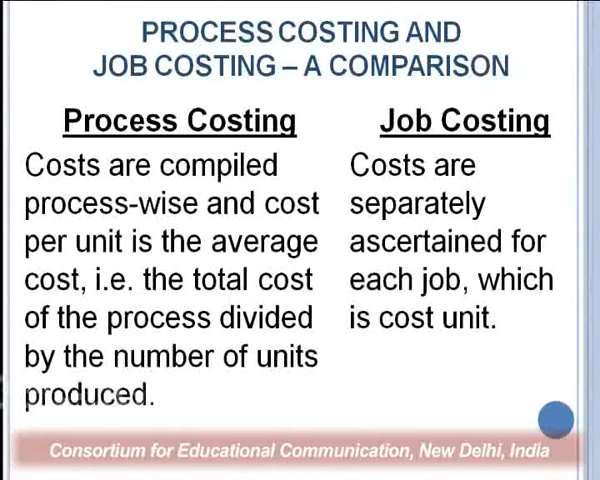 PROCESS COSTING AND
JOB COSTING – A COMPARISON
Process Costing
Costs are compiled
process-wise and cost
per unit is the average
cost, i.e. the total cost
of the process divided
by the number of units
produced.
Job Costing
Costs are
separately
ascertained for
each job, which
is cost unit.
Consortium for Educational Communication, New Delhi, India